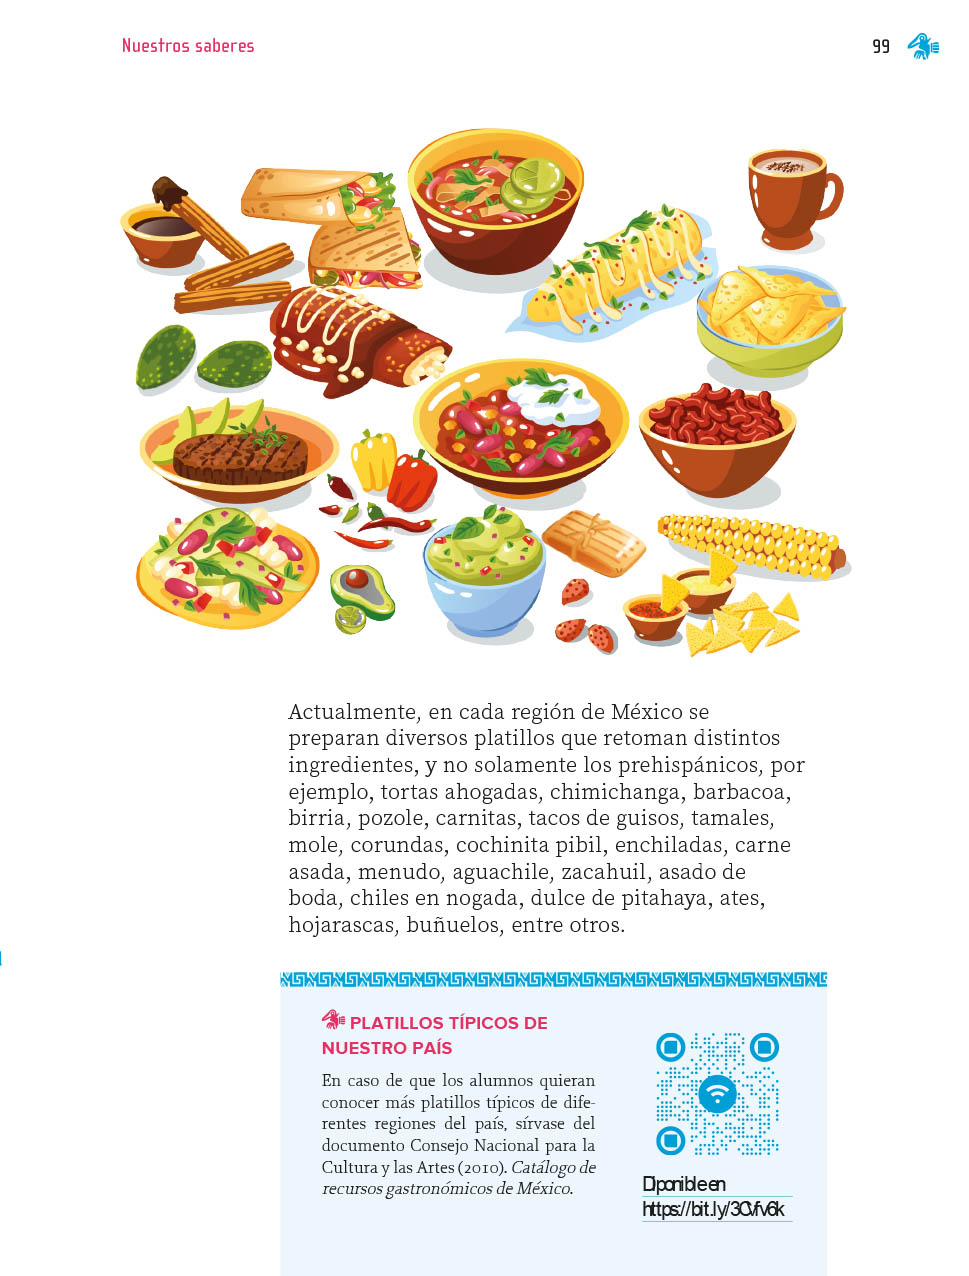 Nuestros saberes
99
Actualmente, en cada región de México se
preparan diversos platillos que retoman distintos
ingredientes, y no solamente los prehispánicos, por
ejemplo, tortas ahogadas, chimichanga, barbacoa,
birria, pozole, carnitas, tacos de guisos, tamales,
mole, corundas, cochinita pibil, enchiladas, carne
asada, menudo, aguachile, zacahuil, asado de
boda, chiles en nogada, dulce de pitahaya, ates,
hojarascas, buñuelos, entre otros.
PLATILLOS TÍPICOS DE
NUESTRO PAÍS
En caso de que los alumnos quieran
conocer más platillos típicos de dife-
rentes regiones del país, sírvase del
documento Consejo Nacional para la
Cultura y las Artes (2010). Catálogo de
recursos gastronómicos de México.
Diponible en
https://bit.ly/3Cvfv6k